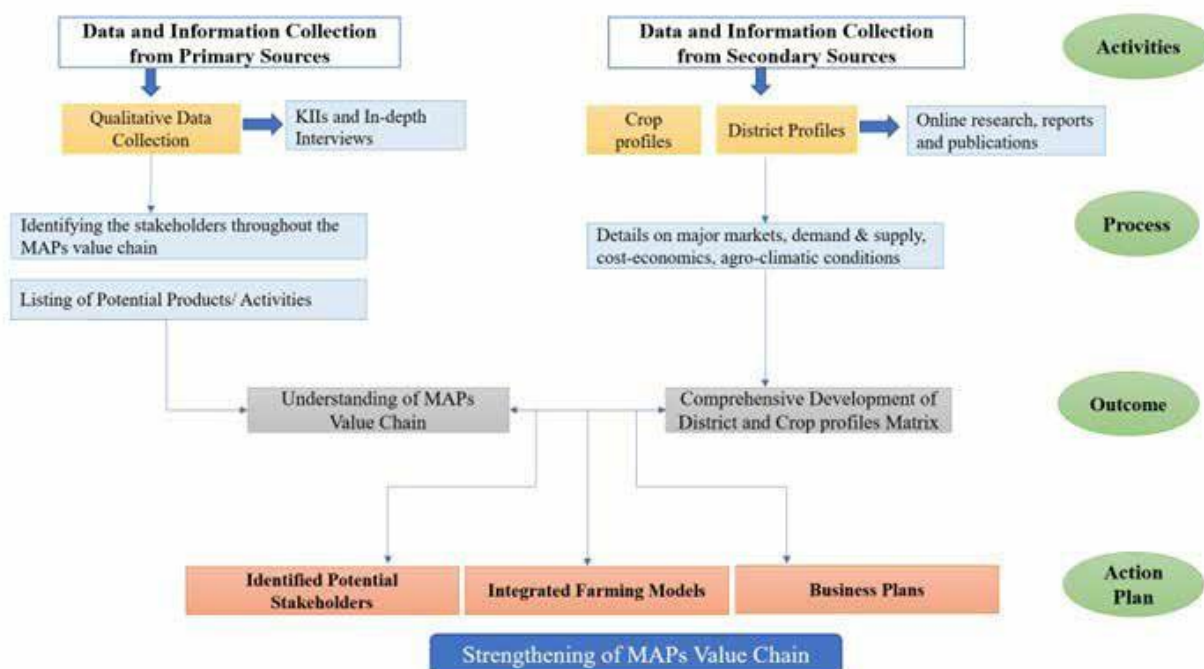 Data and Information Collection
from Primary Sources
Data and Information Collection
from Secondary Sources
Activities
Qualitative Data
Collection
KIIs and In-depth
Interviews
Crop
profiles
District Profiles
Online research, reports
and publications
Identifying the stakeholders throughout the
MAPs value chain
Details on major markets, demand & supply,
cost-economics, agro-climatic conditions
Process
Listing of Potential Products/ Activities
Understanding of MAPs
Value Chain
Comprehensive Development of
District and Crop profiles Matrix
Outcome
Identified Potential
Stakeholders
Integrated Farming Models
Business Plans
Action
Plan
Strengthening of MAPs Value Chain